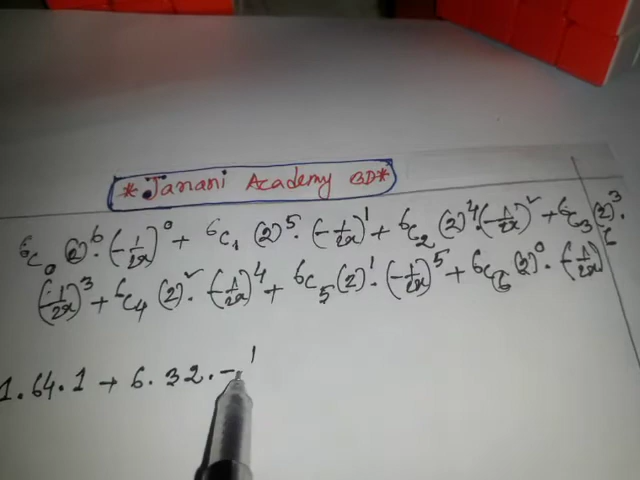 * Janani Academy BD*
⁶C₀ (2)⁶·(-1/2x)⁰ + ⁶C₁ (2)⁵·(-1/2x)¹ + ⁶C₂ (2)⁴·(-1/2x)² + ⁶C₃ (2)³·
(-1/2x)³ + ⁶C₄ (2)²·(-1/2x)⁴ + ⁶C₅ (2)¹·(-1/2x)⁵ + ⁶C₆ (2)⁰·(-1/2x)⁶
1.64.1 + 6.32.-1